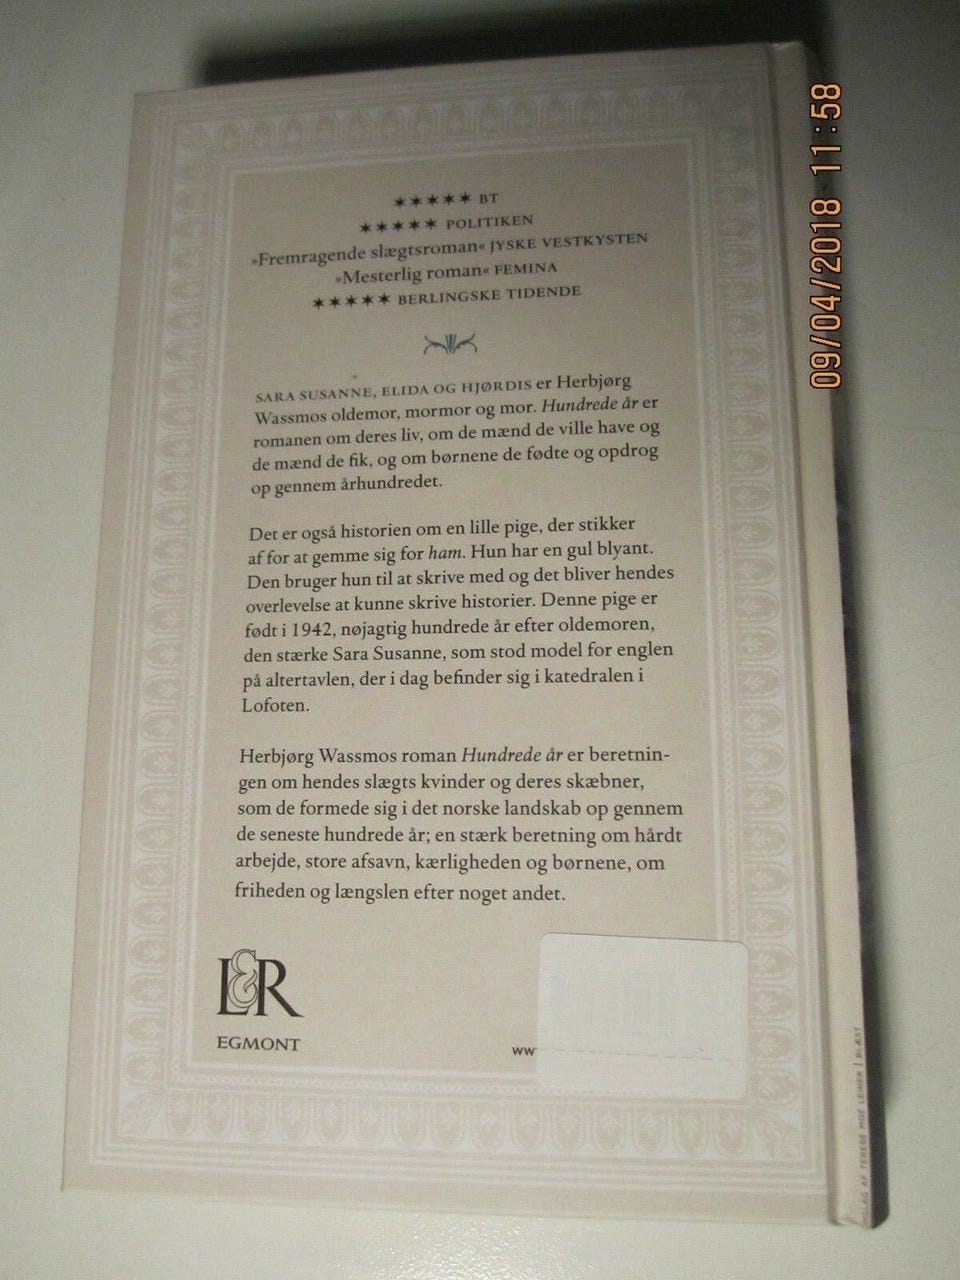 ★★★★★ BT
★★★★★ POLITIKEN
»Fremragende slægtsroman« JYSKE VESTKYSTEN
»Mesterlig roman« FEMINA
★★★★★ BERLINGSKE TIDENDE
SARA SUSANNE, ELIDA OG HJØRDIS er Herbjørg
Wassmos oldemor, mormor og mor. Hundrede år er
romanen om deres liv, om de mænd de ville have og
de mænd de fik, og om børnene de fødte og opdrog
op gennem århundredet.
Det er også historien om en lille pige, der stikker
af for at gemme sig for ham. Hun har en gul blyant.
Den bruger hun til at skrive med og det bliver hendes
overlevelse at kunne skrive historier. Denne pige er
født i 1942, nøjagtig hundrede år efter oldemoren,
den stærke Sara Susanne, som stod model for englen
på altertavlen, der i dag befinder sig i katedralen i
Lofoten.
Herbjørg Wassmos roman Hundrede år er beretnin-
gen om hendes slægts kvinder og deres skæbner,
som de formede sig i det norske landskab op gennem
de seneste hundrede år; en stærk beretning om hårdt
arbejde, store afsavn, kærligheden og børnene, om
friheden og længslen efter noget andet.
L&R
EGMONT
ww
09/04/2018 11:58
AF TERESE MOE LEINER | BLÆST